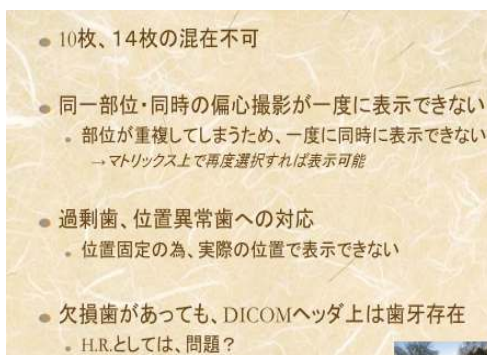 10枚、14枚の混在不可
同一部位・同時の偏心撮影が一度に表示できない
部位が重複してしまうため、一度に同時に表示できない
→マトリックス上で再度選択すれば表示可能
過剰歯、位置異常歯への対応
位置固定の為、実際の位置で表示できない
欠損歯があっても、DICOMヘッダ上は歯牙存在
H.R.としては、問題？